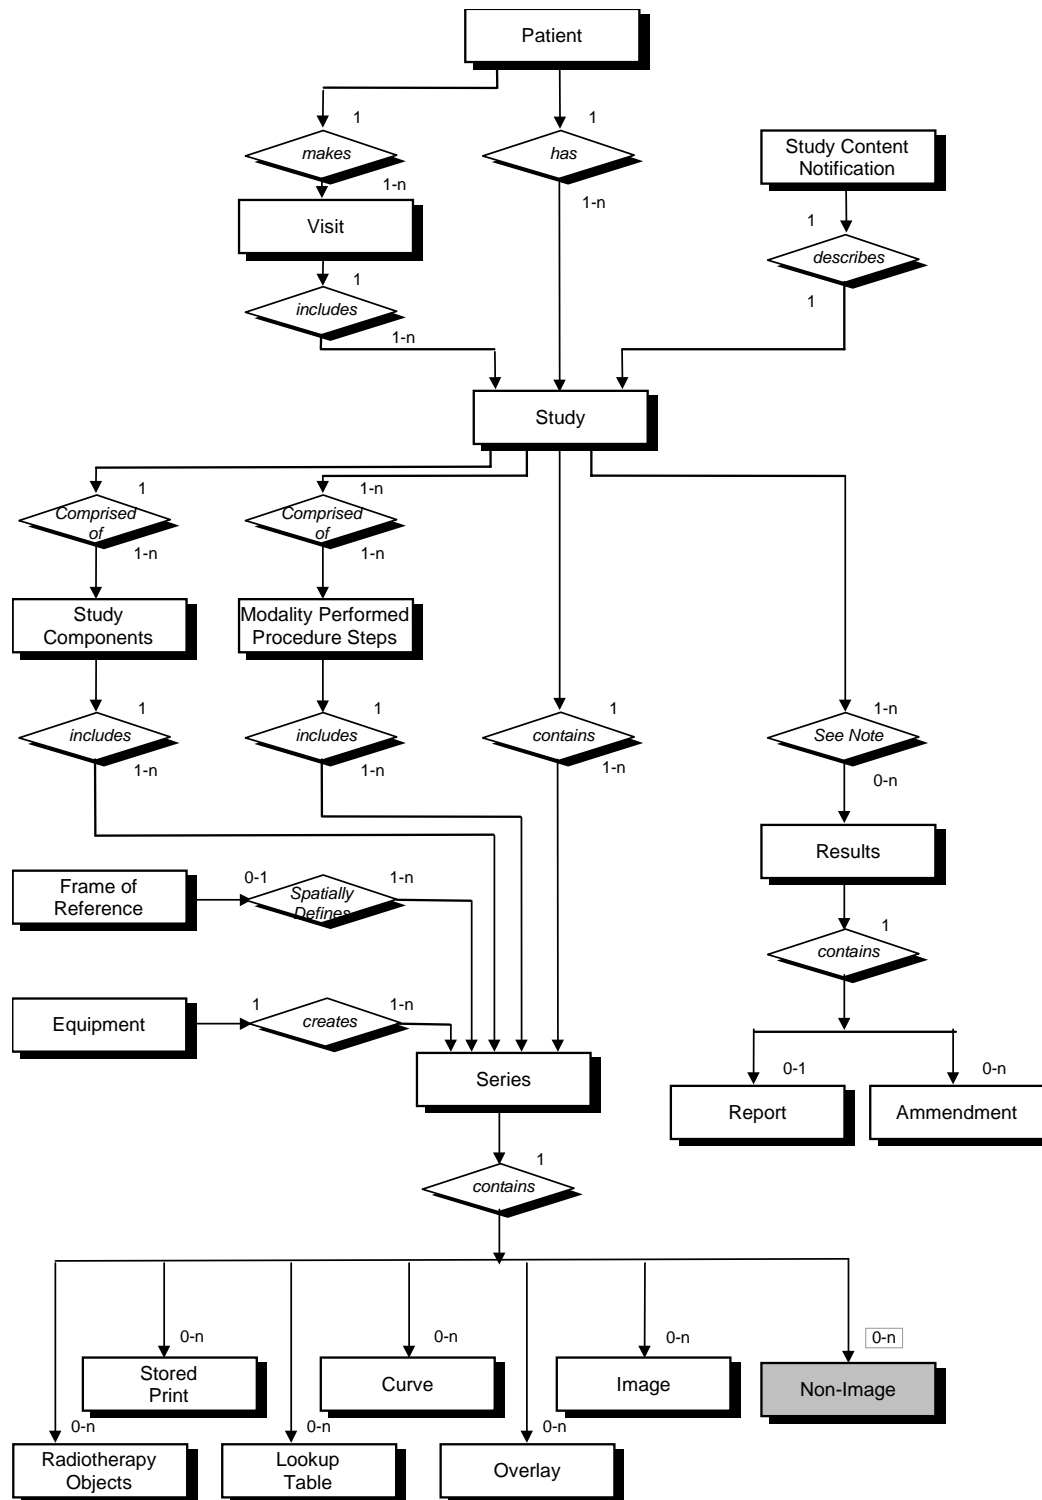 Patient
1
1
makes
has
Study Content
Notification
1-n
1-n
Visit
1
describes
1
includes
1
1-n
Study
1
1-n
Comprised
of
Comprised
of
1-n
1-n
Study
Components
Modality Performed
Procedure Steps
1
1
1
1-n
includes
includes
contains
See Note
1-n
1-n
1-n
0-n
Results
Frame of
Reference
0-1
Spatially
Defines
1-n
1
contains
Equipment
1
creates
1-n
Series
0-1
0-n
Report
Ammendment
1
contains
0-n
0-n
0-n
0-n
Stored
Print
Curve
Image
Non-Image
0-n
0-n
0-n
Radiotherapy
Objects
Lookup
Table
Overlay